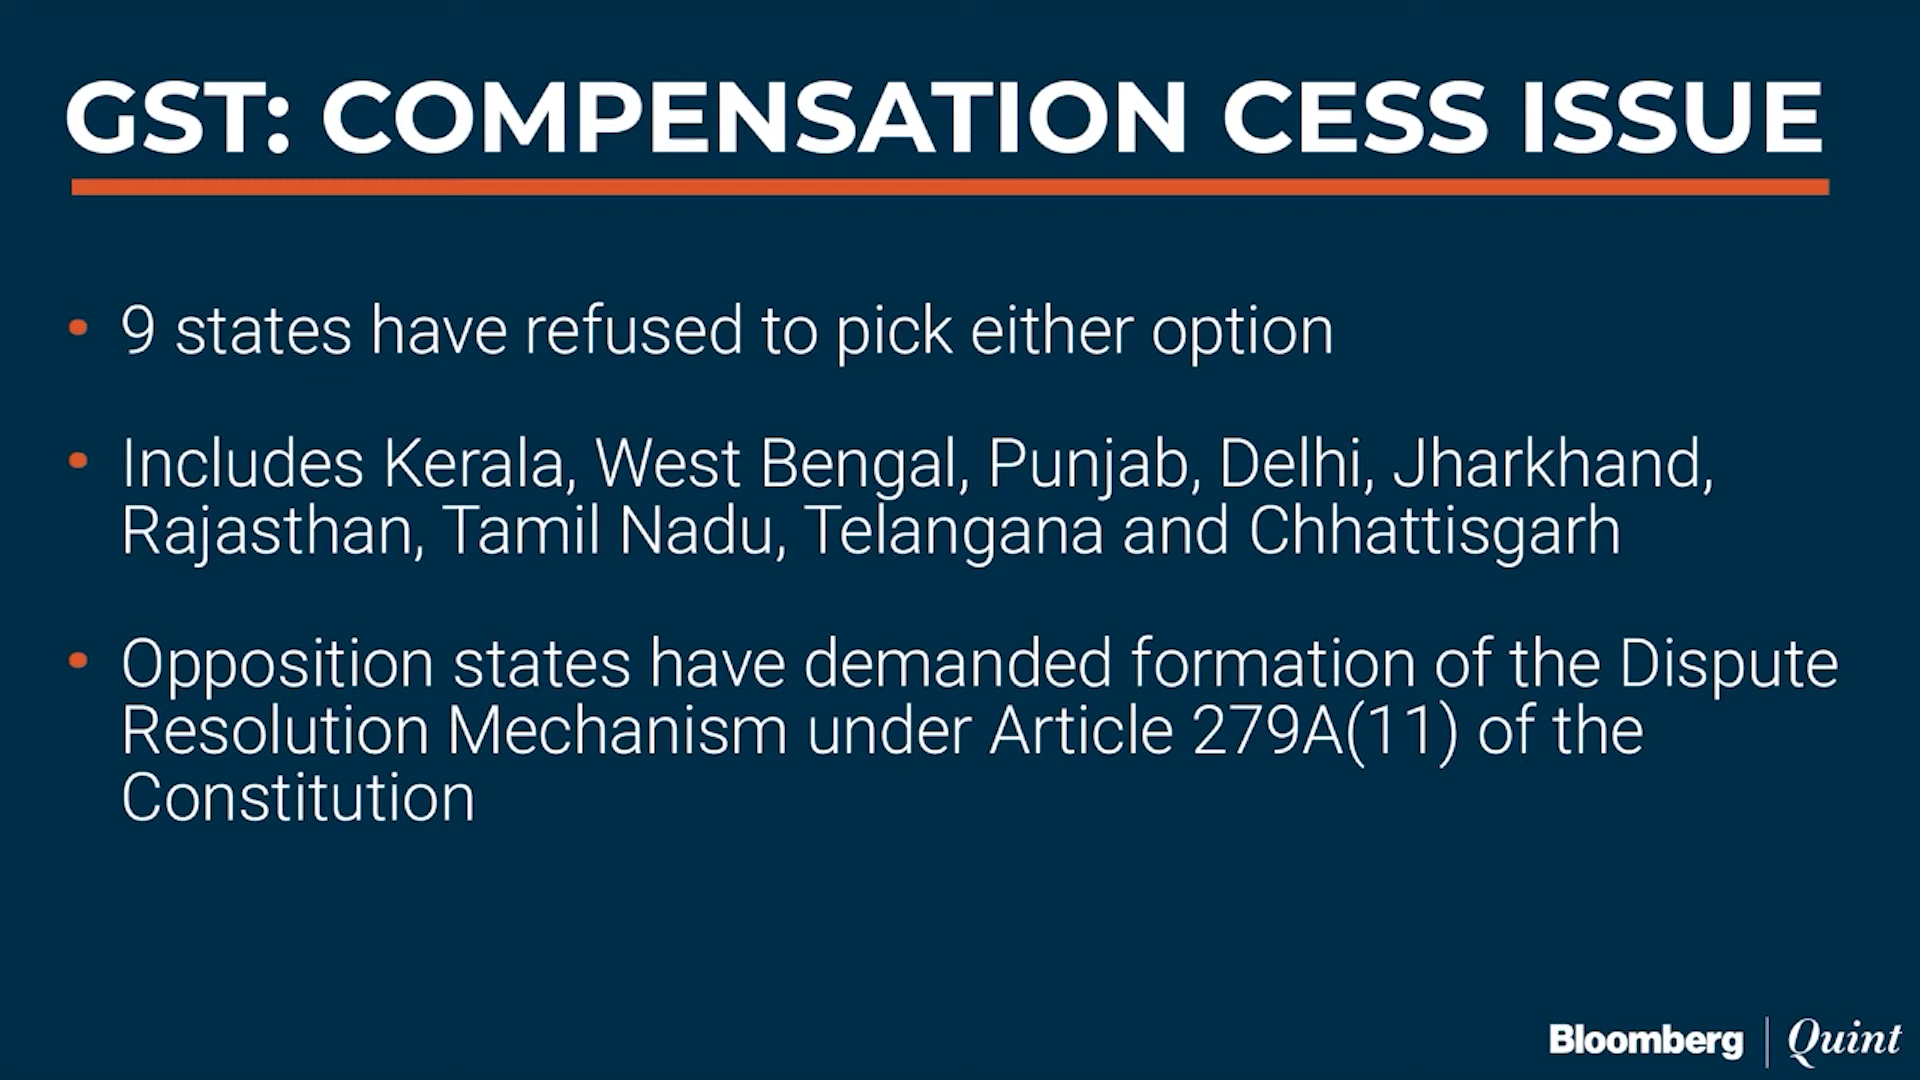 GST: COMPENSATION CESS ISSUE
• 9 states have refused to pick either option
• Includes Kerala, West Bengal, Punjab, Delhi, Jharkhand,
Rajasthan, Tamil Nadu, Telangana and Chhattisgarh
• Opposition states have demanded formation of the Dispute
Resolution Mechanism under Article 279A(11) of the
Constitution
Bloomberg | Quint